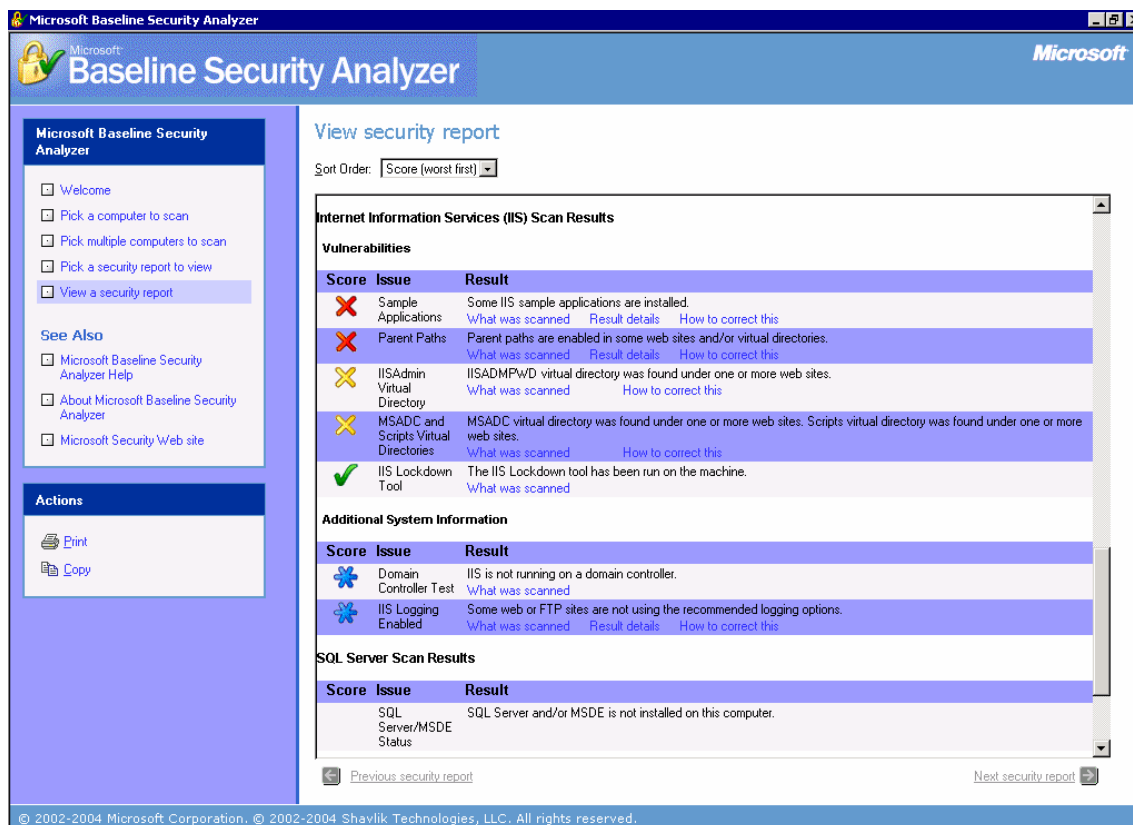 Microsoft Baseline Security Analyzer
Microsoft
Baseline Security Analyzer
Microsoft
Microsoft Baseline Security
Analyzer
Welcome
Pick a computer to scan
Pick multiple computers to scan
Pick a security report to view
View a security report
See Also
Microsoft Baseline Security
Analyzer Help
About Microsoft Baseline Security
Analyzer
Microsoft Security Web site
Actions
Print
Copy
View security report
Sort Order: Score (worst first)
Internet Information Services (IIS) Scan Results
Vulnerabilities
Score Issue Result
Sample
Applications
Some IIS sample applications are installed.
What was scanned Result details How to correct this
Parent Paths
Parent paths are enabled in some web sites and/or virtual directories.
What was scanned Result details How to correct this
IISAdmin
Virtual
Directory
IISADMPWD virtual directory was found under one or more web sites.
What was scanned How to correct this
MSADC and
Scripts Virtual
Directories
MSADC virtual directory was found under one or more web sites. Scripts virtual directory was found under one or more
web sites.
What was scanned How to correct this
IIS Lockdown
Tool
The IIS Lockdown tool has been run on the machine.
What was scanned
Additional System Information
Score Issue Result
Domain
Controller Test
IIS is not running on a domain controller.
What was scanned
IIS Logging
Enabled
Some web or FTP sites are not using the recommended logging options.
What was scanned Result details How to correct this
SQL Server Scan Results
Score Issue Result
SQL
Server/MSDE
Status
SQL Server and/or MSDE is not installed on this computer.
Previous security report
Next security report
© 2002-2004 Microsoft Corporation. © 2002-2004 Shavlik Technologies, LLC. All rights reserved.